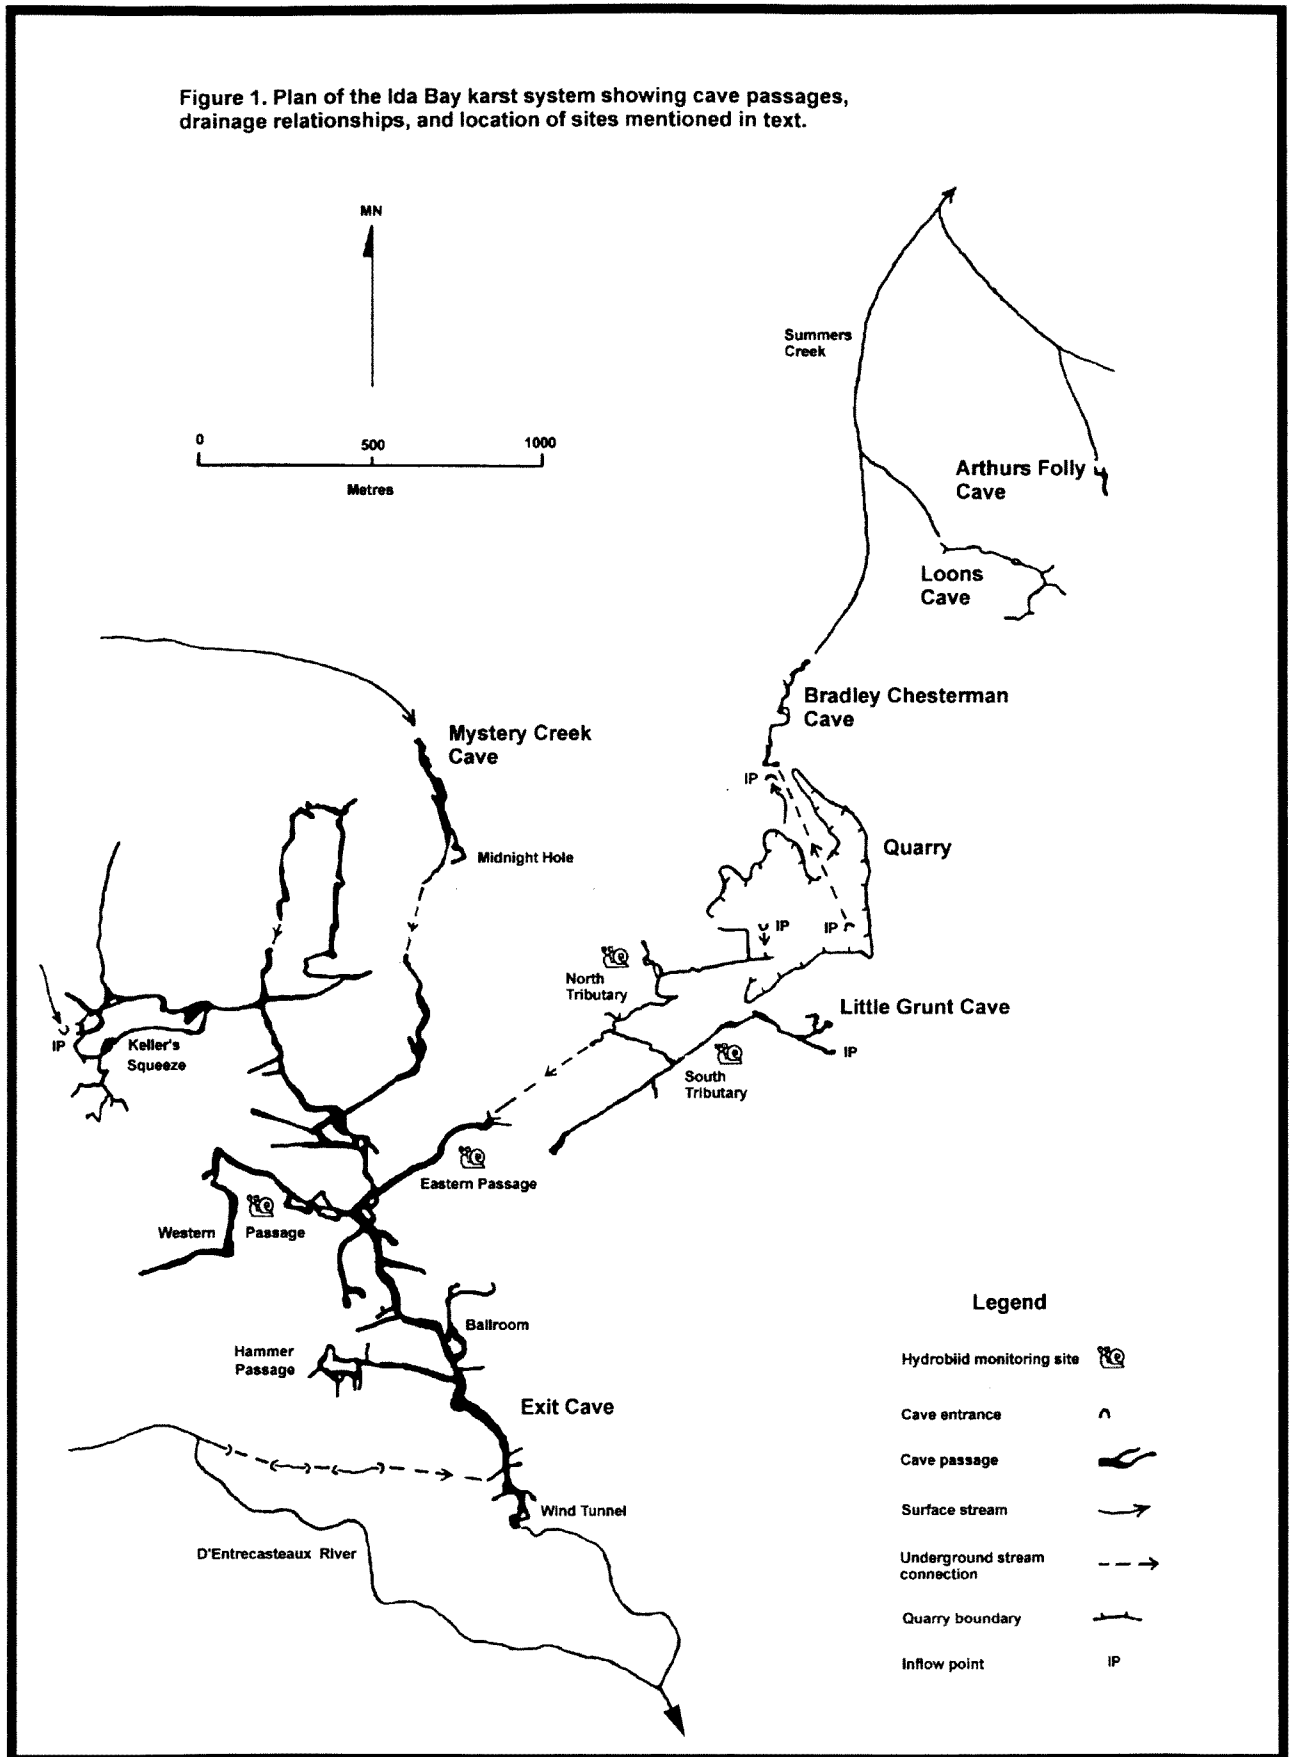 Figure 1. Plan of the Ida Bay karst system showing cave passages,
drainage relationships, and location of sites mentioned in text.
MN
0 500 1000
Metres
Summers
Creek
Arthurs Folly
Cave
Loons
Cave
Bradley Chesterman
Cave
Mystery Creek
Cave
IP
Midnight Hole
Quarry
IP
IP
North
Tributary
Little Grunt Cave
IP
Keller's
Squeeze
IP
South
Tributary
Eastern Passage
Western Passage
Ballroom
Hammer
Passage
Exit Cave
Wind Tunnel
D'Entrecasteaux River
Legend
Hydrobiid monitoring site
Cave entrance
Cave passage
Surface stream
Underground stream
connection
Quarry boundary
Inflow point IP